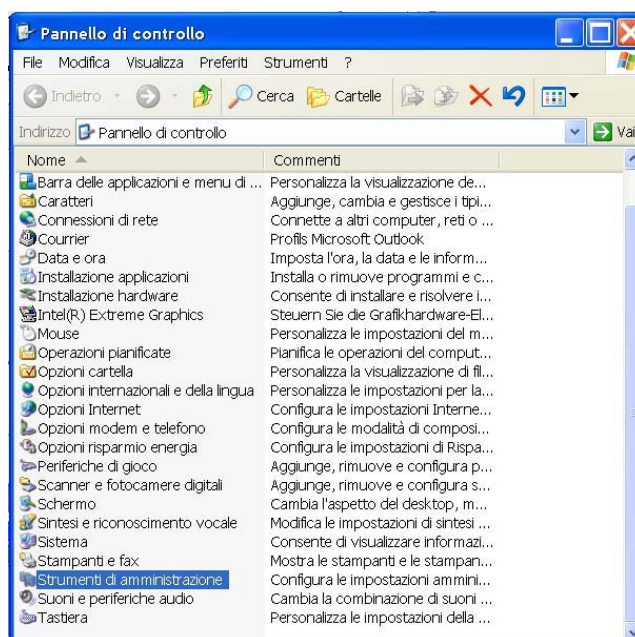 Pannello di controllo
File Modifica Visualizza Preferiti Strumenti ?
Indietro Cerca Cartelle
Indirizzo Pannello di controllo Vai
Nome Commenti
Barra delle applicazioni e menu di ... Personalizza la visualizzazione de...
Caratteri Aggiunge, cambia e gestisce i tipi...
Connessioni di rete Connette a altri computer, reti o ...
Courrier Profils Microsoft Outlook
Data e ora Imposta l'ora, la data e le inform...
Installazione applicazioni Installa o rimuove programmi e c...
Installazione hardware Consente di installare e risolvere i...
Intel(R) Extreme Graphics Steuern Sie die Grafikhardware-El...
Mouse Personalizza le impostazioni del m...
Operazioni pianificate Pianifica le operazioni del comput...
Opzioni cartella Personalizza la visualizzazione di fil...
Opzioni internazionali e della lingua Personalizza le impostazioni per la...
Opzioni Internet Configura le impostazioni Interne...
Opzioni modem e telefono Configura le modalità di composi...
Opzioni risparmio energia Configura le impostazioni di Rispa...
Periferiche di gioco Aggiunge, rimuove e configura p...
Scanner e fotocamere digitali Aggiunge, rimuove e configura s...
Schermo Cambia l'aspetto del desktop, m...
Sintesi e riconoscimento vocale Modifica le impostazioni di sintesi ...
Sistema Consente di visualizzare informazi...
Stampanti e fax Mostra le stampanti e le stampan...
Strumenti di amministrazione Configura le impostazioni ammini...
Suoni e periferiche audio Cambia la combinazione di suoni ...
Tastiera Personalizza le impostazioni della ...